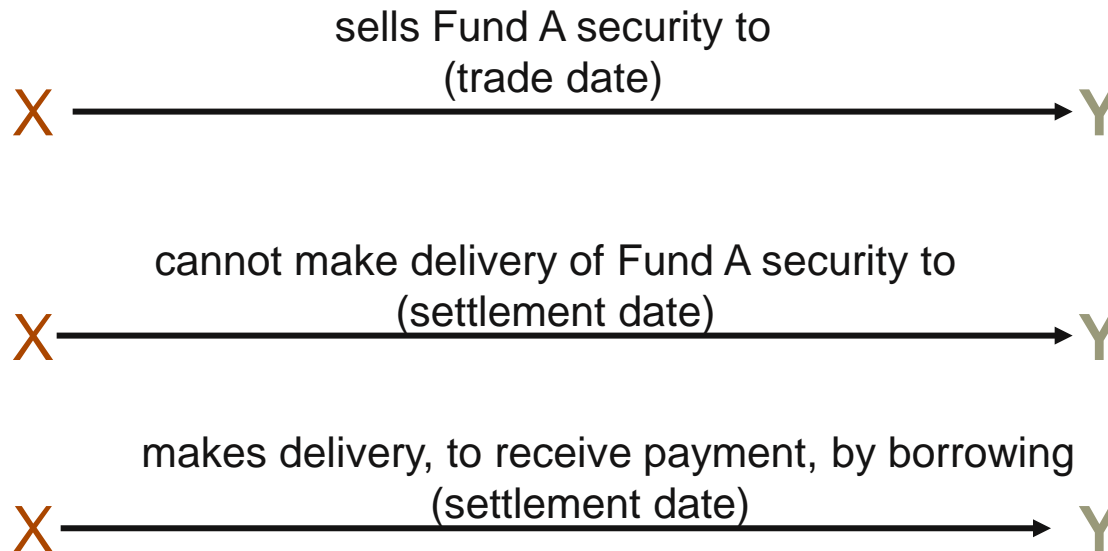 sells Fund A security to
(trade date)
X Y
cannot make delivery of Fund A security to
(settlement date)
X Y
makes delivery, to receive payment, by borrowing
(settlement date)
X Y